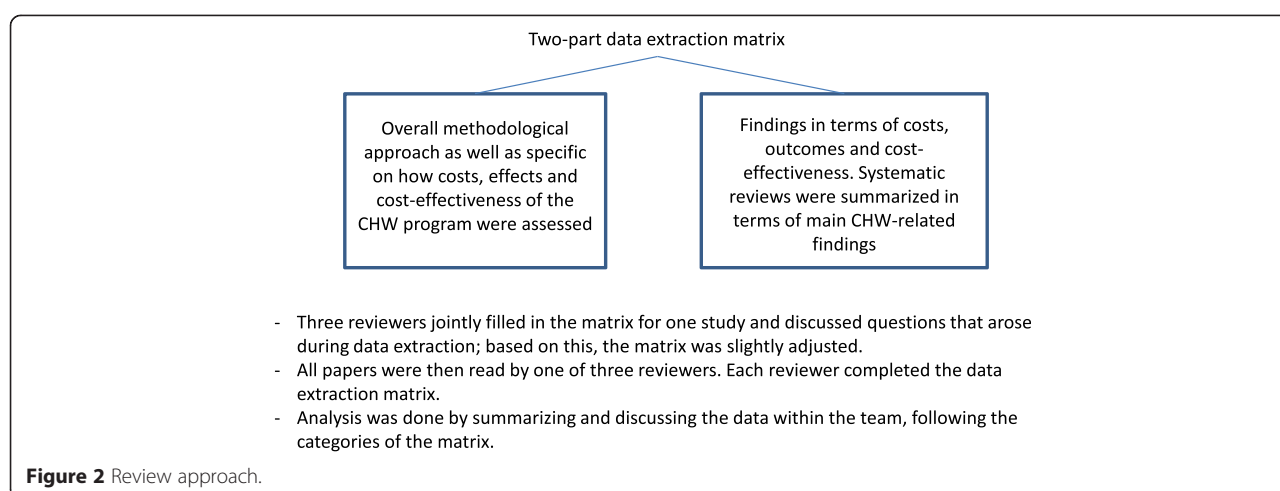 Two-part data extraction matrix
Overall methodological
approach as well as specific
on how costs, effects and
cost-effectiveness of the
CHW program were assessed
Findings in terms of costs,
outcomes and cost-
effectiveness. Systematic
reviews were summarized in
terms of main CHW-related
findings
- Three reviewers jointly filled in the matrix for one study and discussed questions that arose
during data extraction; based on this, the matrix was slightly adjusted.
- All papers were then read by one of three reviewers. Each reviewer completed the data
extraction matrix.
- Analysis was done by summarizing and discussing the data within the team, following the
categories of the matrix.
Figure 2 Review approach.